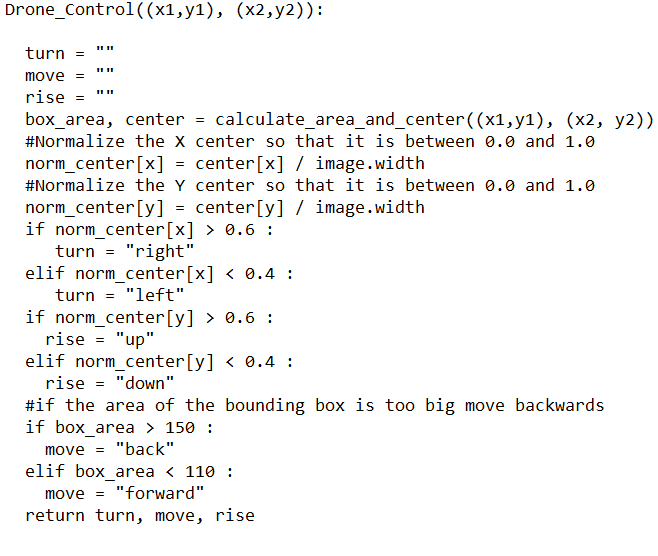 Drone_Control((x1,y1), (x2,y2)):
turn = ""
move = ""
rise = ""
box_area, center = calculate_area_and_center((x1,y1), (x2, y2))
#Normalize the X center so that it is between 0.0 and 1.0
norm_center[x] = center[x] / image.width
#Normalize the Y center so that it is between 0.0 and 1.0
norm_center[y] = center[y] / image.width
if norm_center[x] > 0.6 :
turn = "right"
elif norm_center[x] < 0.4 :
turn = "left"
if norm_center[y] > 0.6 :
rise = "up"
elif norm_center[y] < 0.4 :
rise = "down"
#if the area of the bounding box is too big move backwards
if box_area > 150 :
move = "back"
elif box_area < 110 :
move = "forward"
return turn, move, rise